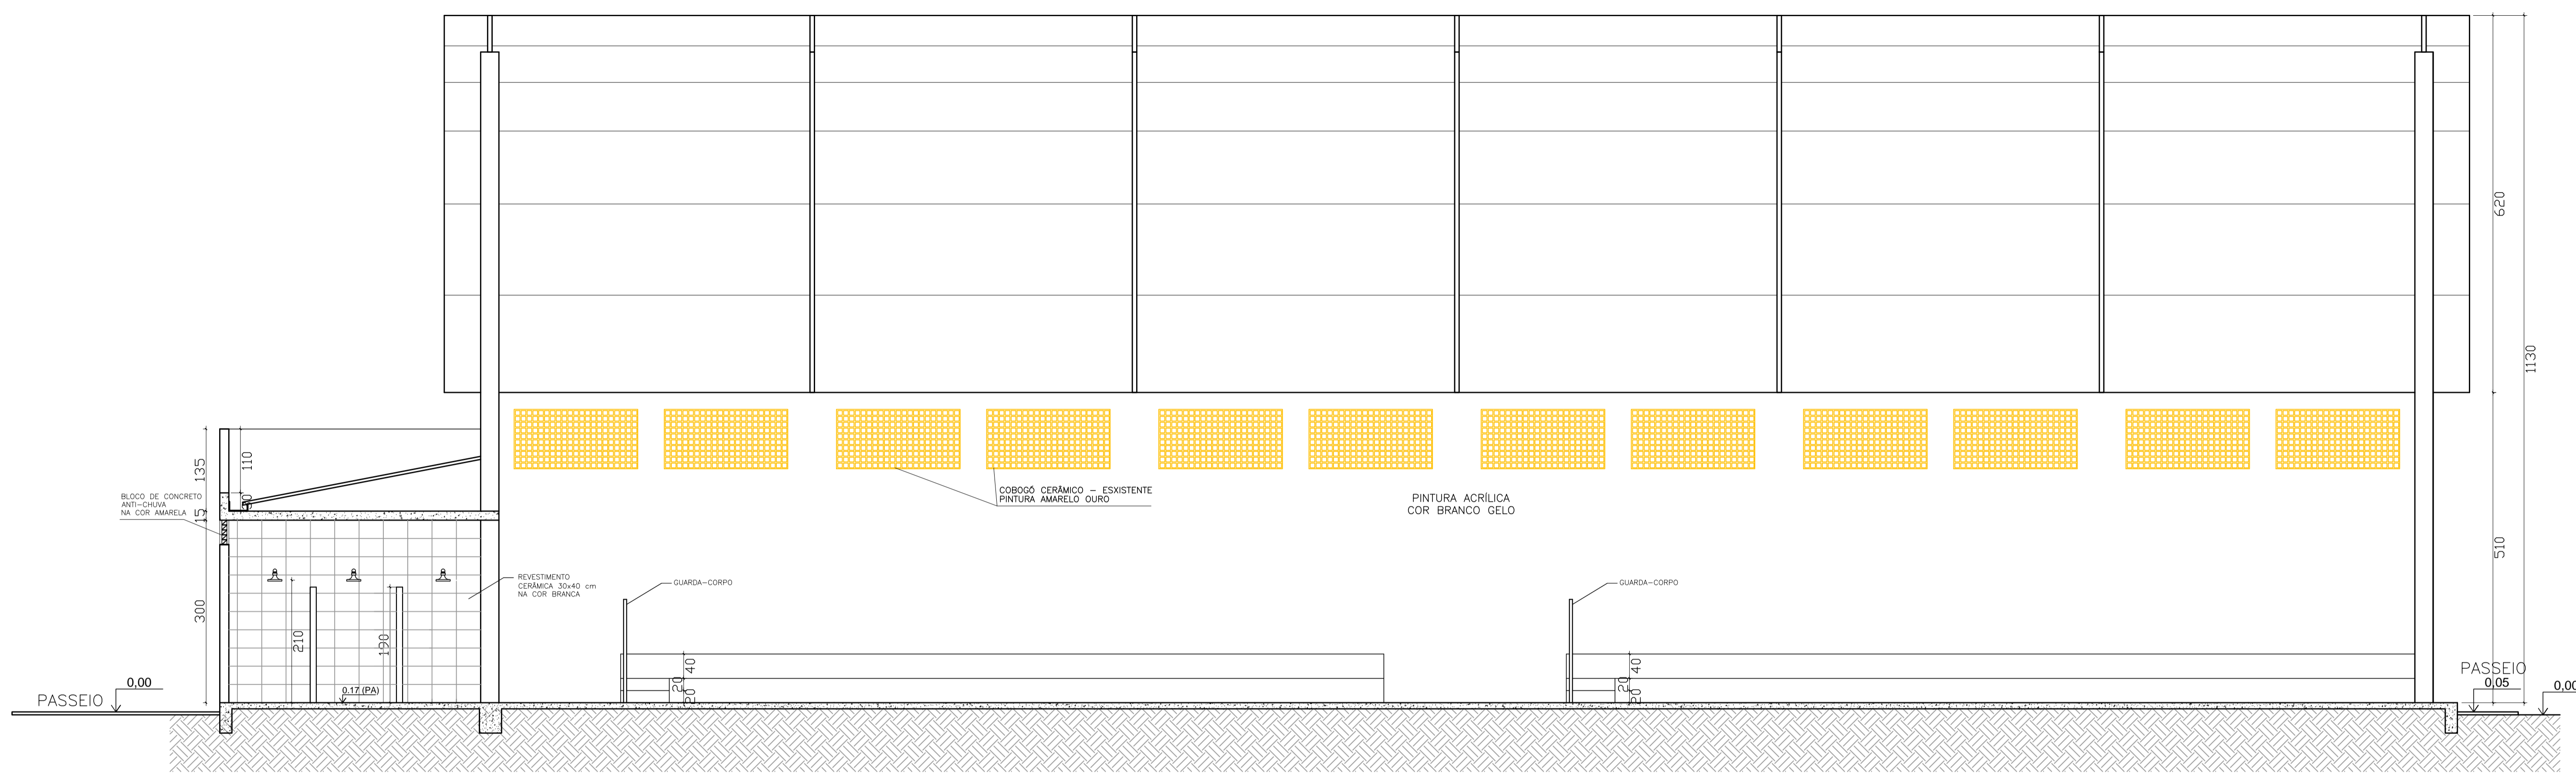 620
1130
510
135
110
BLOCO DE CONCRETO
ANTI-CHUVA
NA COR AMARELA
15
COBOGÓ CERÂMICO – ESXISTENTE
PINTURA AMARELO OURO
PINTURA ACRÍLICA
COR BRANCO GELO
REVESTIMENTO
CERÂMICA 30x40 cm
NA COR BRANCA
GUARDA-CORPO
GUARDA-CORPO
300
210
190
40
20
20
40
20
20
PASSEIO
0,00
0.17 (PA)
PASSEIO
0,05
0,00